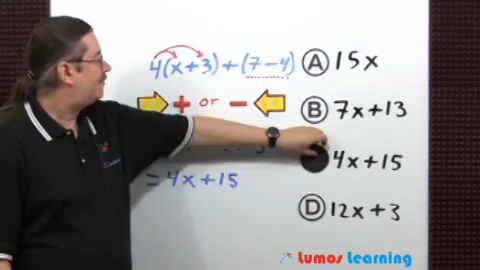 4(x+3)+(7-4)
+ or -
= 4x+15
A 15x
B 7x+13
4x+15
D 12x+3
Lumos Learning